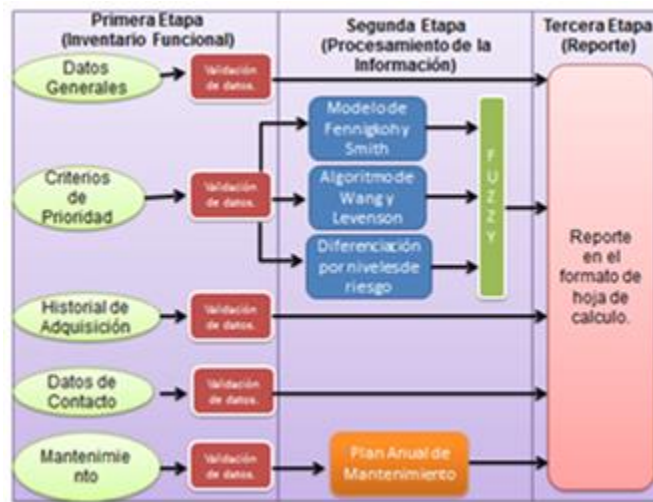 Primera Etapa
(Inventario Funcional)
Segunda Etapa
(Procesamiento de la
Información)
Tercera Etapa
(Reporte)
Datos
Generales
Validación
de datos.
Criterios
de
Prioridad
Validación
de datos.
Modelo de
Fennigkoh y
Smith
Algoritmo de
Wang y
Levenson
Diferenciación
por niveles de
riesgo
FUZZY
Reporte
en el
formato de
hoja de
calculo.
Historial de
Adquisición
Validación
de datos.
Datos de
Contacto
Validación
de datos.
Mantenimie
nto
Validación
de datos.
Plan Anual de
Mantenimiento